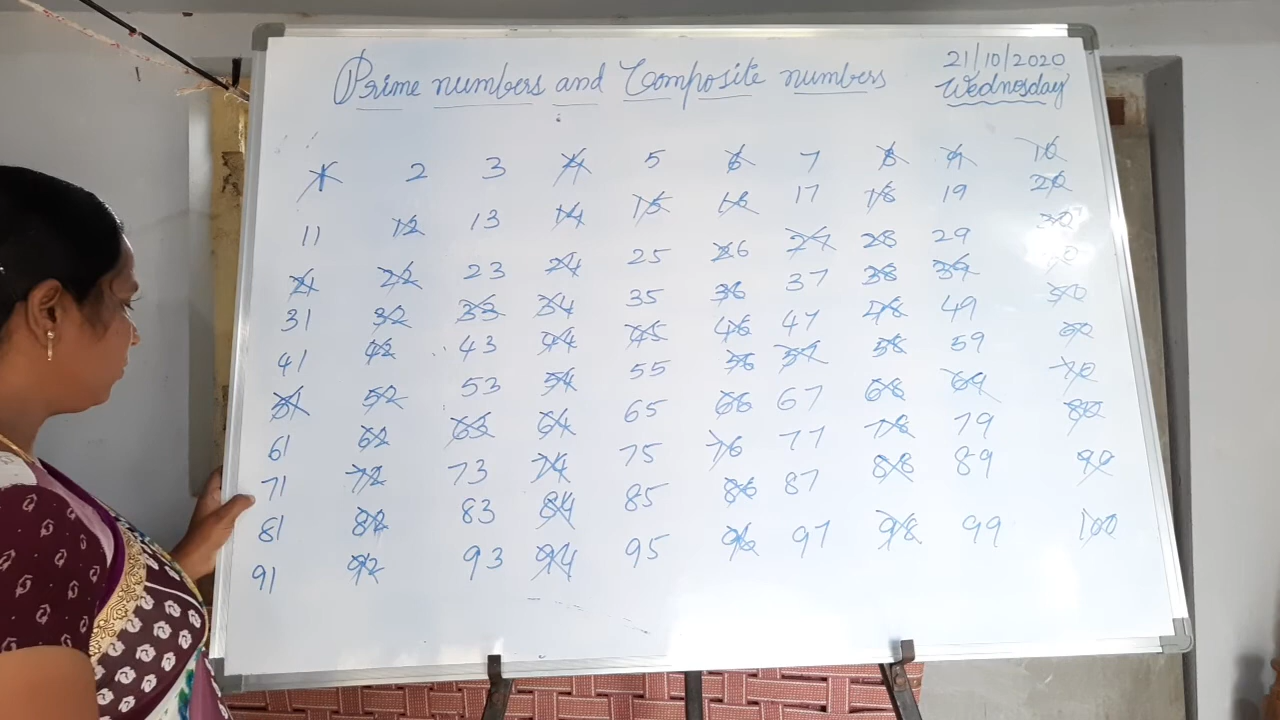 Prime numbers and Composite numbers
21/10/2020
Wednesday
1 2 3 4 5 6 7 8 9 10
11 12 13 14 15 16 17 18 19 20
21 22 23 24 25 26 27 28 29 30
31 32 33 34 35 36 37 38 39
41 42 43 44 45 46 47 48 49 50
51 52 53 54 55 56 57 58 59 60
61 62 63 64 65 66 67 68 69 70
71 72 73 74 75 76 77 78 79 80
81 82 83 84 85 86 87 88 89 90
91 92 93 94 95 96 97 98 99 100